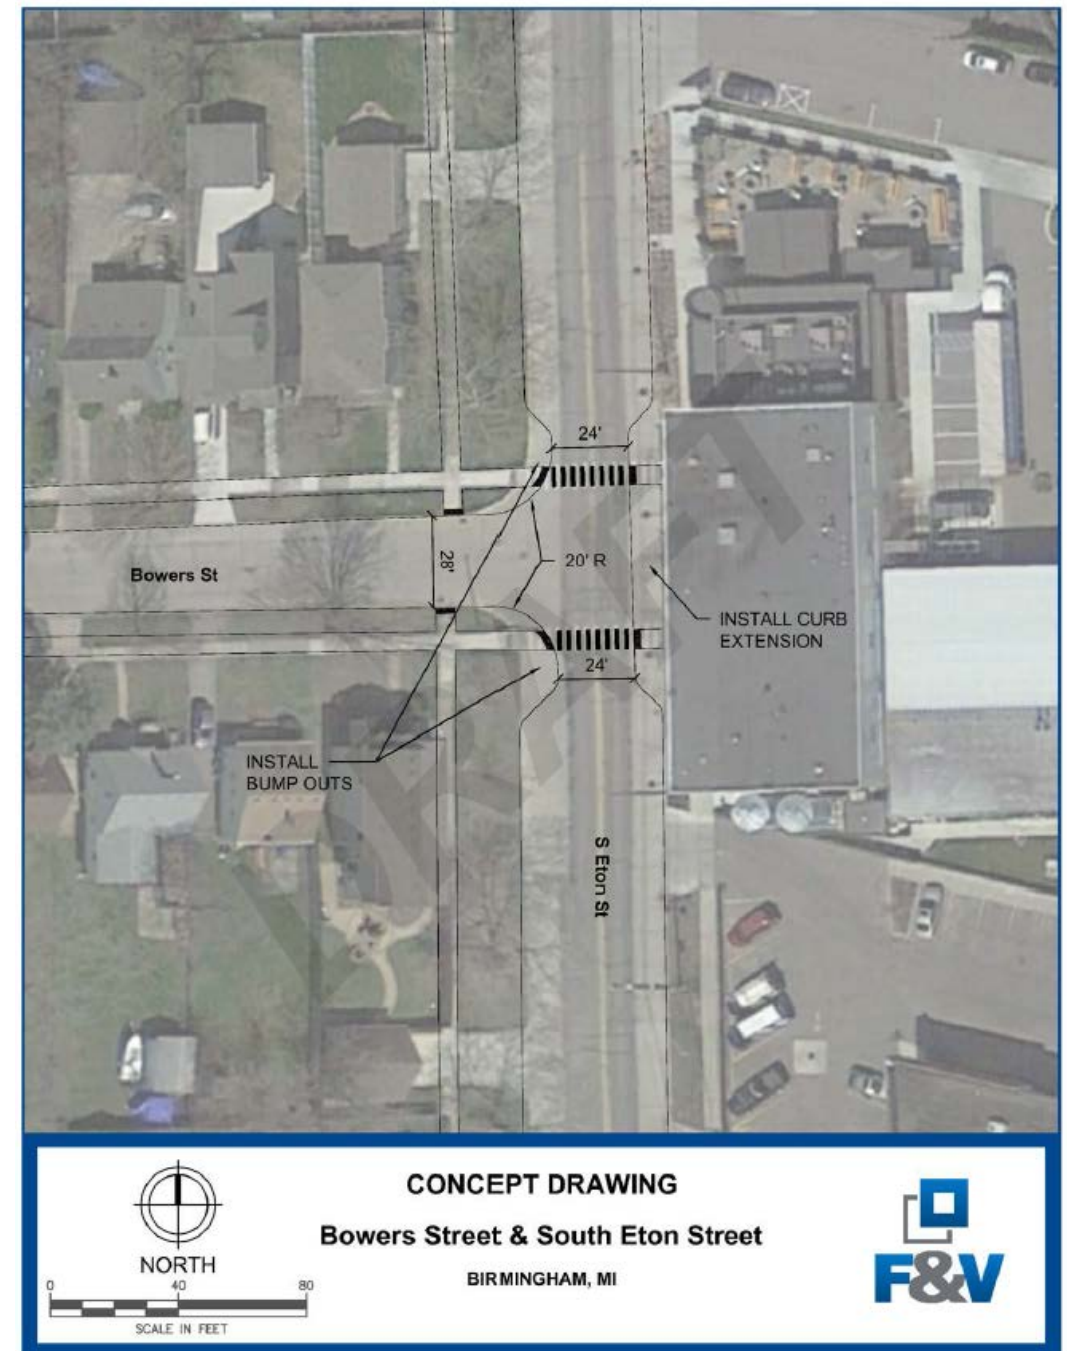 24'
28'
20' R
Bowers St
INSTALL CURB
EXTENSION
24'
INSTALL
BUMP OUTS
S Eton St
DRAFT
CONCEPT DRAWING
Bowers Street & South Eton Street
BIRMINGHAM, MI
NORTH
0 40 80
SCALE IN FEET
F&V